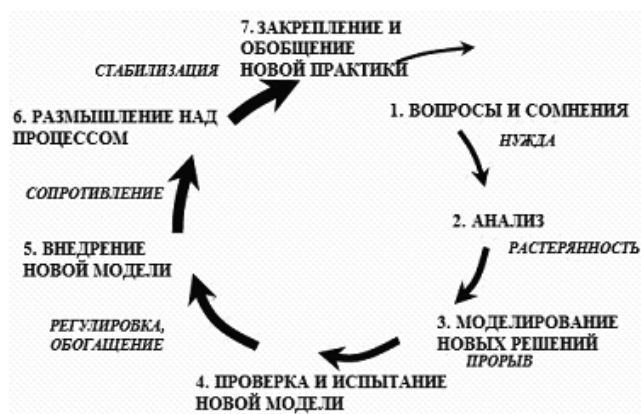 7. ЗАКРЕПЛЕНИЕ И
ОБОБЩЕНИЕ
НОВОЙ ПРАКТИКИ
СТАБИЛИЗАЦИЯ
1. ВОПРОСЫ И СОМНЕНИЯ
НУЖДА
2. АНАЛИЗ
РАСТЕРЯННОСТЬ
3. МОДЕЛИРОВАНИЕ
НОВЫХ РЕШЕНИЙ
ПРОРЫВ
4. ПРОВЕРКА И ИСПЫТАНИЕ
НОВОЙ МОДЕЛИ
РЕГУЛИРОВКА,
ОБОГАЩЕНИЕ
5. ВНЕДРЕНИЕ
НОВОЙ МОДЕЛИ
СОПРОТИВЛЕНИЕ
6. РАЗМЫШЛЕНИЕ НАД
ПРОЦЕССОМ